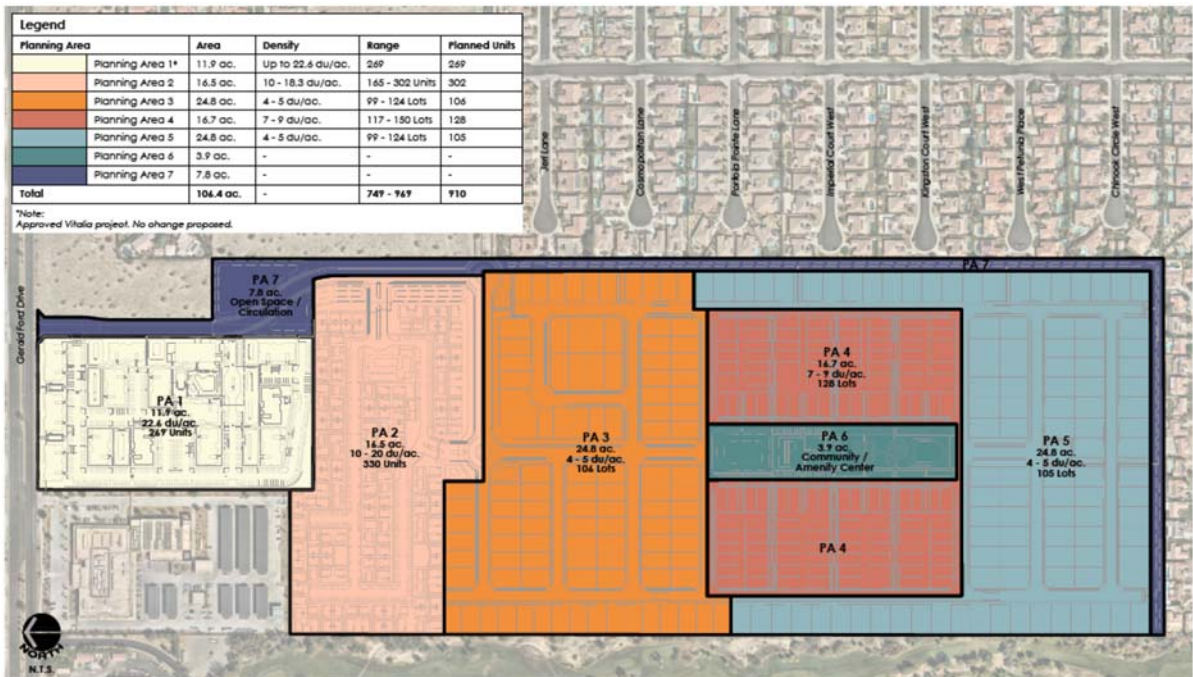 Legend
Planning Area Area Density Range Planned Units
Planning Area 1* 11.9 ac. Up to 22.6 du/ac. 269 269
Planning Area 2 16.5 ac. 10 - 18.3 du/ac. 165 - 302 Units 302
Planning Area 3 24.8 ac. 4 - 5 du/ac. 99 - 124 Lots 106
Planning Area 4 16.7 ac. 7 - 9 du/ac. 117 - 150 Lots 128
Planning Area 5 24.8 ac. 4 - 5 du/ac. 99 - 124 Lots 105
Planning Area 6 3.9 ac. - - -
Planning Area 7 7.8 ac. - - -
Total 106.4 ac. - 749 - 969 910
*Note:
Approved Vitalia project. No change proposed.
Jeri Lane
Cosmopolitan Lane
Portola Pointe Lane
Imperial Court West
Kingston Court West
West Petunia Place
Chinook Circle West
Gerald Ford Drive
PA 7
7.8 ac.
Open Space /
Circulation
PA 7
PA 1
11.9 ac.
22.6 du/ac.
269 Units
PA 2
16.5 ac.
10 - 20 du/ac.
330 Units
PA 3
24.8 ac.
4 - 5 du/ac.
106 Lots
PA 4
16.7 ac.
7 - 9 du/ac.
128 Lots
PA 6
3.9 ac.
Community /
Amenity Center
PA 4
PA 5
24.8 ac.
4 - 5 du/ac.
105 Lots
NORTH
N.T.S.